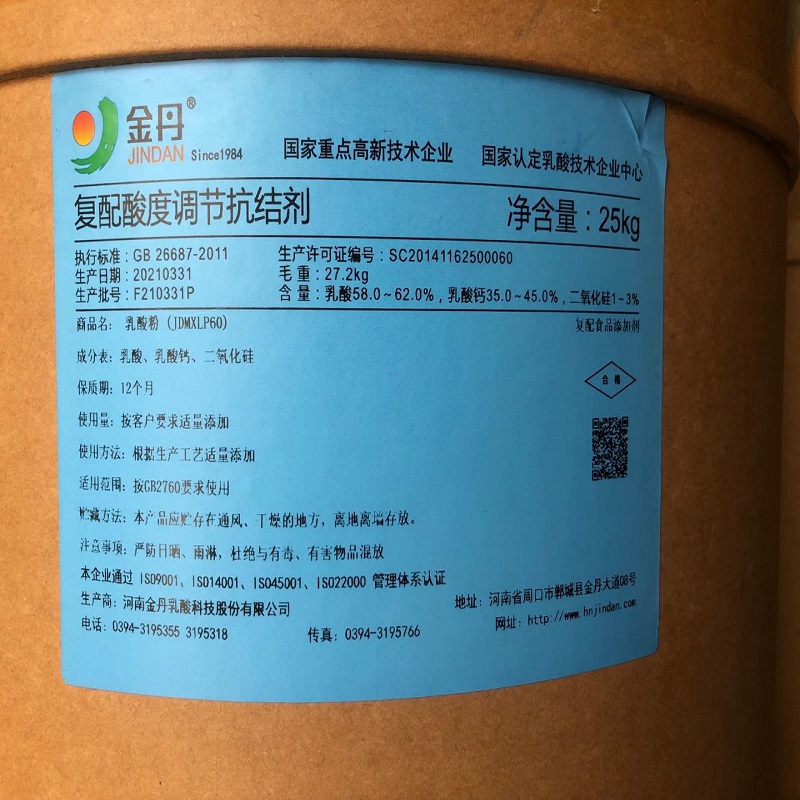 金丹®
JINDAN Since1984 国家重点高新技术企业 国家认定乳酸技术企业中心
复配酸度调节抗结剂 净含量：25kg
执行标准：GB 26687-2011 生产许可证编号：SC20141162500060
生产日期：20210331 毛 重：27.2kg
生产批号：F210331P 含 量：乳酸58.0～62.0%，乳酸钙35.0～45.0%，二氧化硅1～3%
商品名： 乳酸粉（JDMXLP60） 复配食品添加剂
成分表：乳酸、乳酸钙、二氧化硅
保质期：12个月
合格
使用量：按客户要求适量添加
使用方法：根据生产工艺适量添加
适用范围：按GB2760要求使用
贮藏方法：本产品应贮存在通风、干燥的地方，离地离墙存放。
注意事项：严防日晒、雨淋，杜绝与有毒、有害物品混放
本企业通过 ISO9001、ISO14001、ISO45001、ISO22000 管理体系认证
生产商：河南金丹乳酸科技股份有限公司 地址：河南省周口市郸城县金丹大道08号
电话：0394-3195355 3195318 传真：0394-3195766 网址：http://www.hnjindan.com